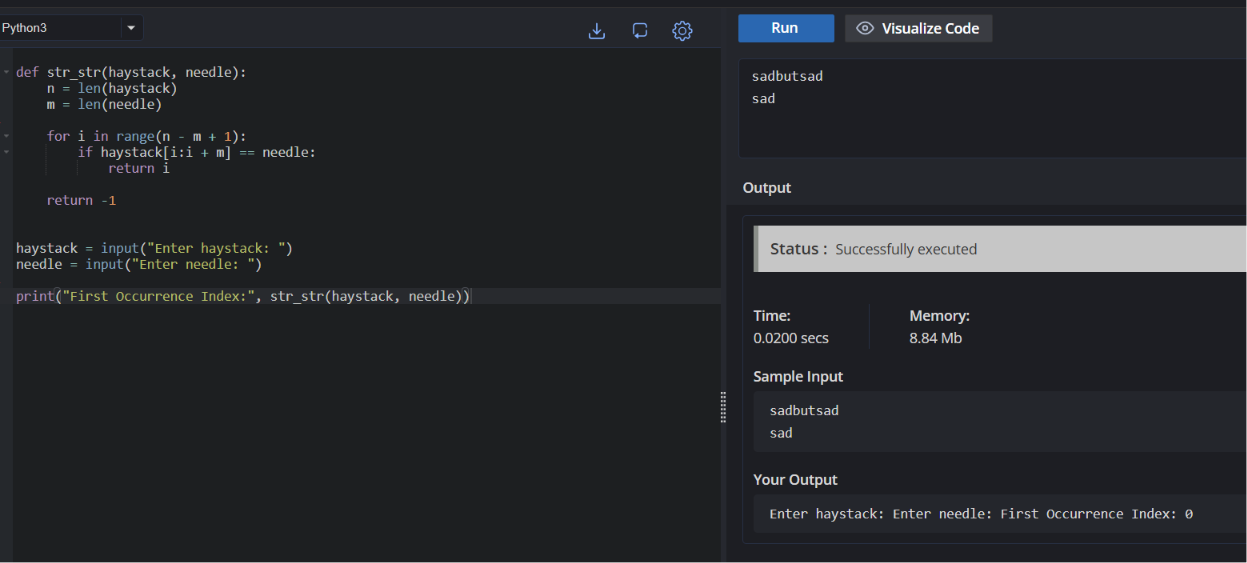 Python3
def str_str(haystack, needle):
    n = len(haystack)
    m = len(needle)
    for i in range(n - m + 1):
        if haystack[i:i + m] == needle:
            return i
    return -1
haystack = input("Enter haystack: ")
needle = input("Enter needle: ")
print("First Occurrence Index:", str_str(haystack, needle))
Run
Visualize Code
sadbutsad
sad
Output
Status : Successfully executed
Time:
0.0200 secs
Memory:
8.84 Mb
Sample Input
sadbutsad
sad
Your Output
Enter haystack: Enter needle: First Occurrence Index: 0